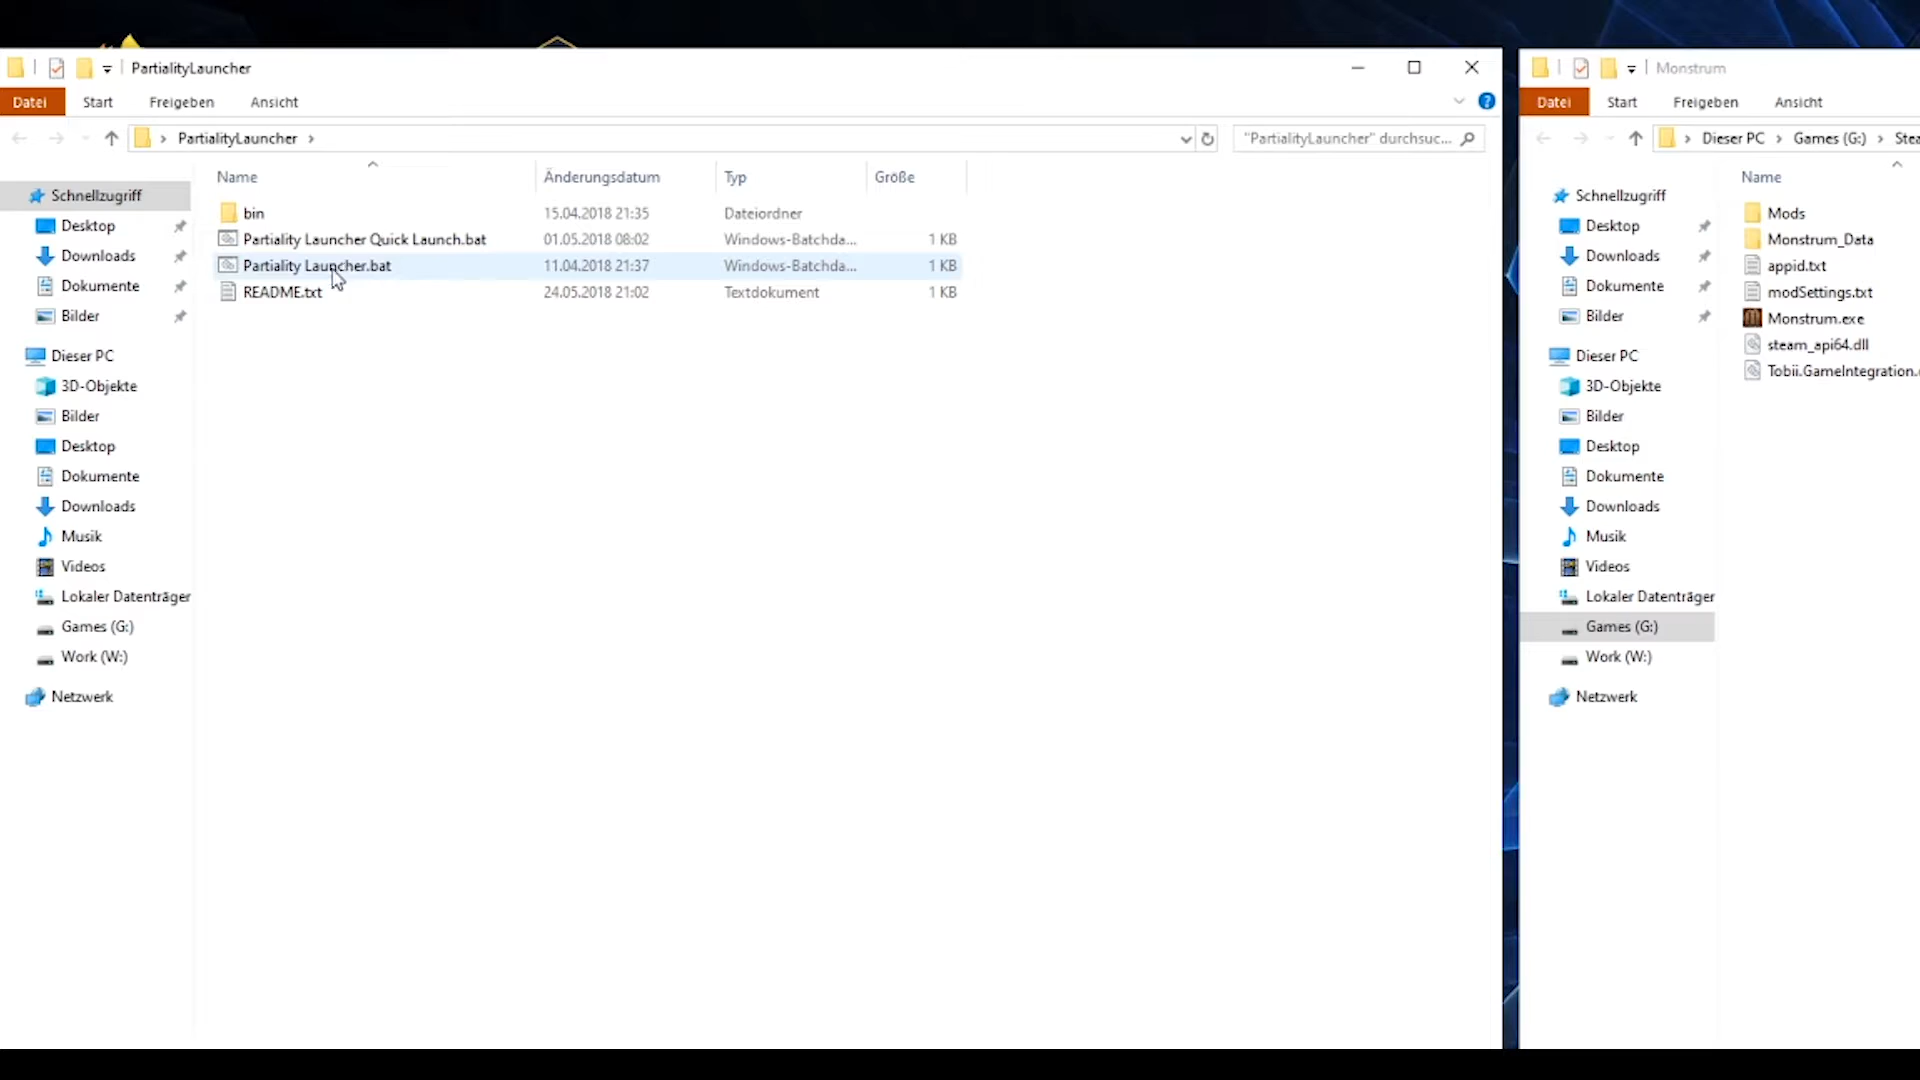 PartialityLauncher
Datei Start Freigeben Ansicht
PartialityLauncher
"PartialityLauncher" durchsuc...
Name Änderungsdatum Typ Größe
bin 15.04.2018 21:35 Dateiordner
Partiality Launcher Quick Launch.bat 01.05.2018 08:02 Windows-Batchda... 1 KB
Partiality Launcher.bat 11.04.2018 21:37 Windows-Batchda... 1 KB
README.txt 24.05.2018 21:02 Textdokument 1 KB
Schnellzugriff
Desktop
Downloads
Dokumente
Bilder
Dieser PC
3D-Objekte
Bilder
Desktop
Dokumente
Downloads
Musik
Videos
Lokaler Datenträger
Games (G:)
Work (W:)
Netzwerk
Monstrum
Datei Start Freigeben Ansicht
Dieser PC Games (G:) Stea
Name
Mods
Monstrum_Data
appid.txt
modSettings.txt
Monstrum.exe
steam_api64.dll
Tobii.GameIntegration.
Schnellzugriff
Desktop
Downloads
Dokumente
Bilder
Dieser PC
3D-Objekte
Bilder
Desktop
Dokumente
Downloads
Musik
Videos
Lokaler Datenträger
Games (G:)
Work (W:)
Netzwerk